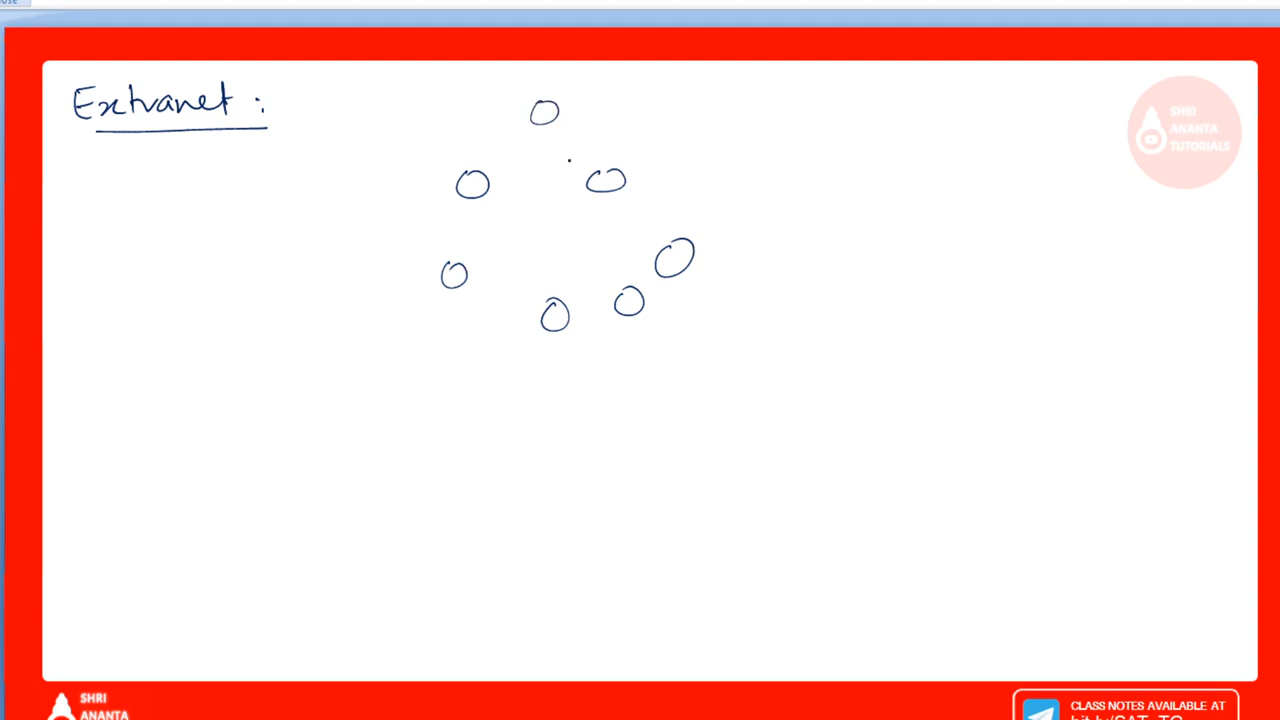 Extranet :
SHRI
ANANTA
TUTORIALS
SHRI
ANANTA
CLASS NOTES AVAILABLE AT